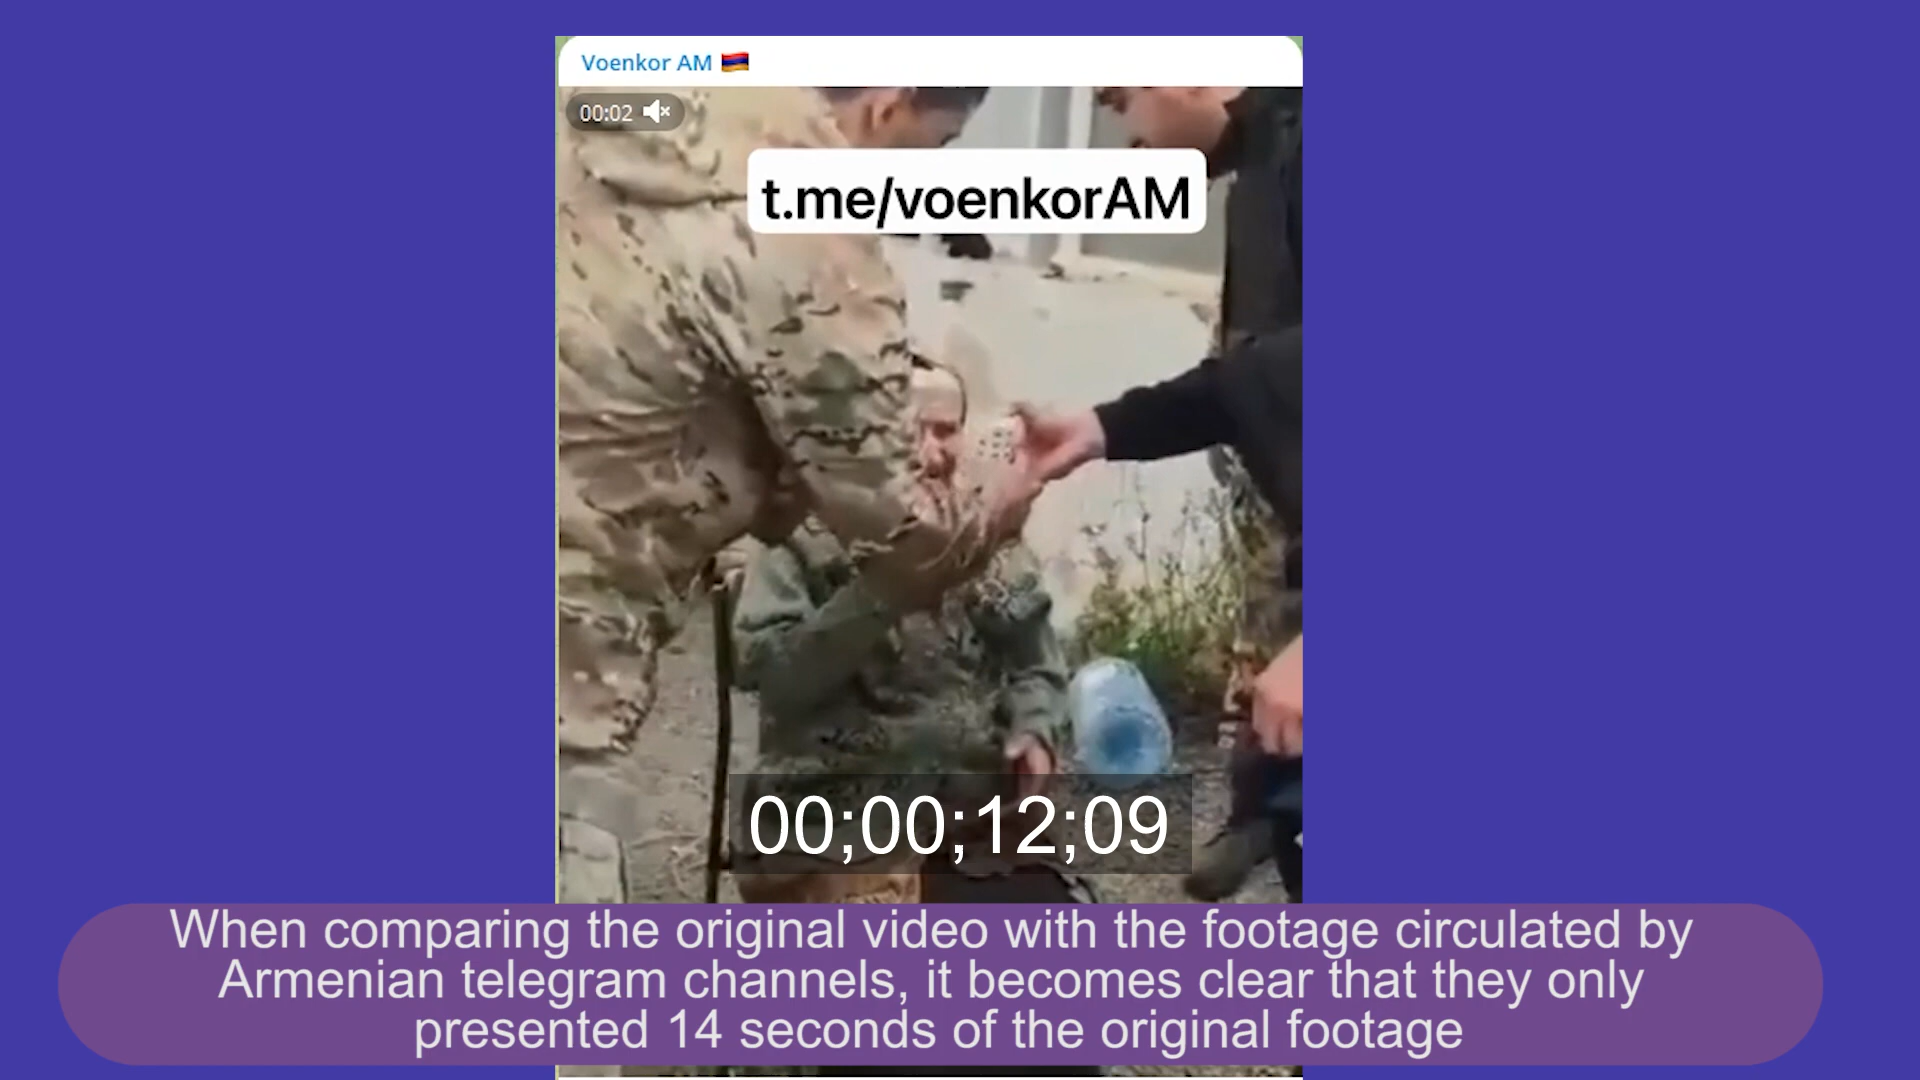 Voenkor AM
00:02
t.me/voenkorAM
00;00;12;09
When comparing the original video with the footage circulated by
Armenian telegram channels, it becomes clear that they only
presented 14 seconds of the original footage